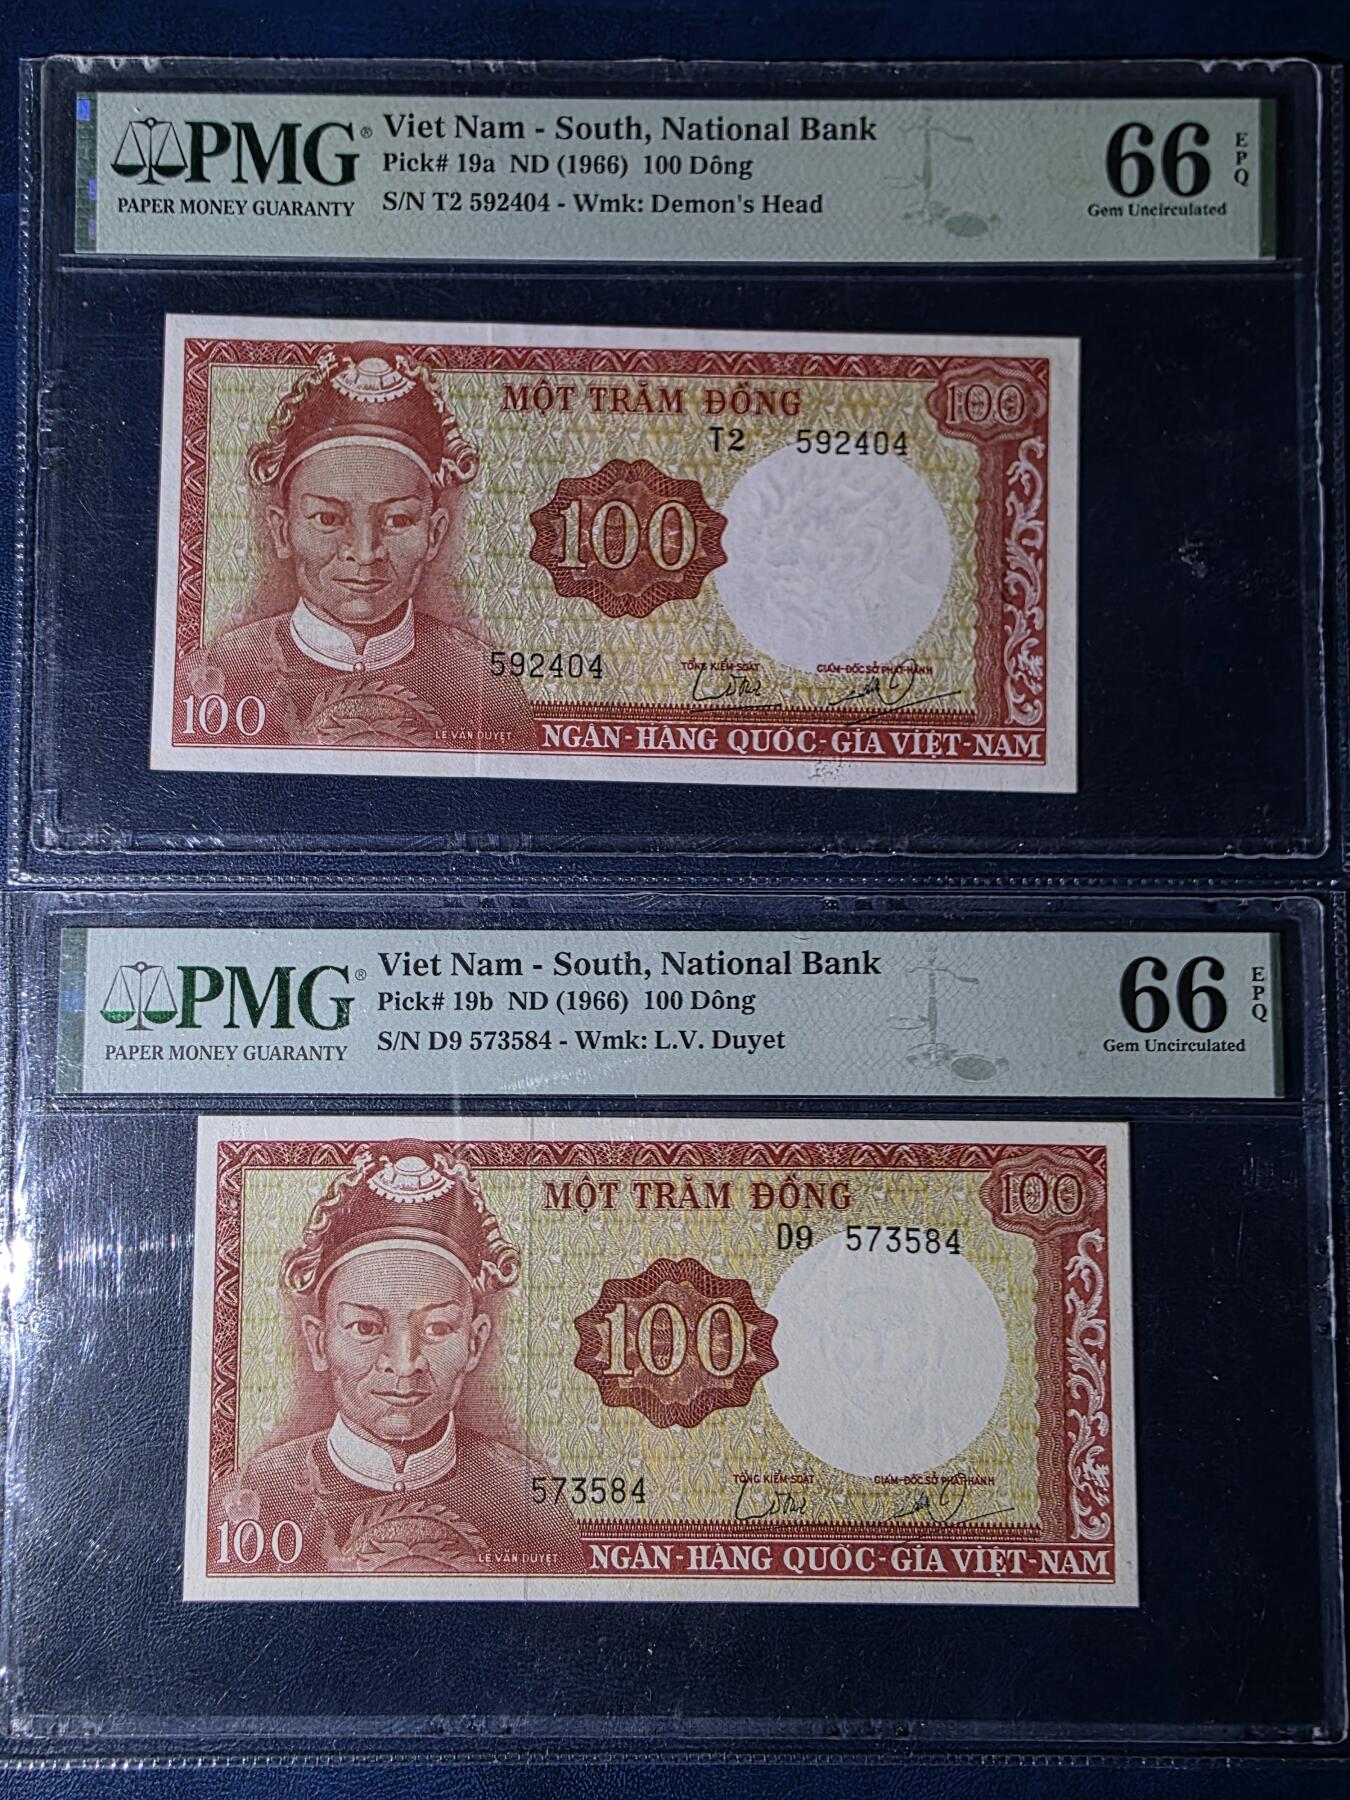 PMG®
PAPER MONEY GUARANTY
Viet Nam - South, National Bank
Pick# 19a ND (1966) 100 Dông
S/N T2 592404 - Wmk: Demon's Head
66 EPQ
Gem Uncirculated
MỘT TRĂM ĐỒNG
100
T2 592404
100
592404
TỔNG KIỂM-SOÁT
GIÁM-ĐỐC SỞ PHÁT-HÀNH
100
LÊ VĂN DUYỆT
NGÂN-HÀNG QUỐC-GIA VIỆT-NAM
PMG®
PAPER MONEY GUARANTY
Viet Nam - South, National Bank
Pick# 19b ND (1966) 100 Dông
S/N D9 573584 - Wmk: L.V. Duyet
66 EPQ
Gem Uncirculated
MỘT TRĂM ĐỒNG
100
D9 573584
100
573584
TỔNG KIỂM-SOÁT
GIÁM-ĐỐC SỞ PHÁT-HÀNH
100
LÊ VĂN DUYỆT
NGÂN-HÀNG QUỐC-GIA VIỆT-NAM